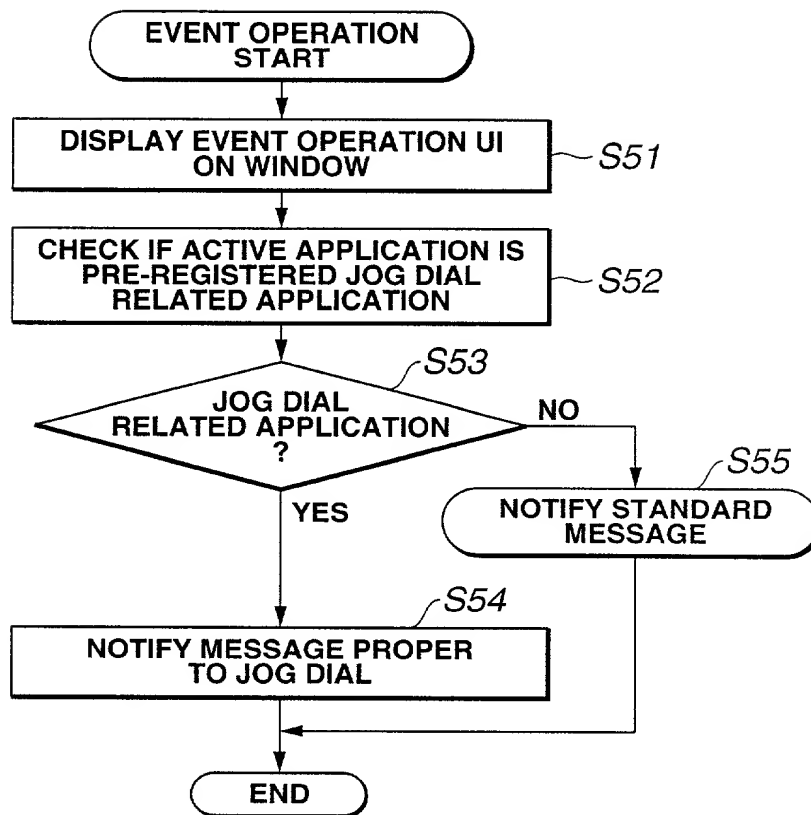 EVENT OPERATION
START
DISPLAY EVENT OPERATION UI
ON WINDOW
S51
CHECK IF ACTIVE APPLICATION IS
PRE-REGISTERED JOG DIAL
RELATED APPLICATION
S52
S53
JOG DIAL
RELATED APPLICATION
?
NO
YES
S55
NOTIFY STANDARD
MESSAGE
S54
NOTIFY MESSAGE PROPER
TO JOG DIAL
END